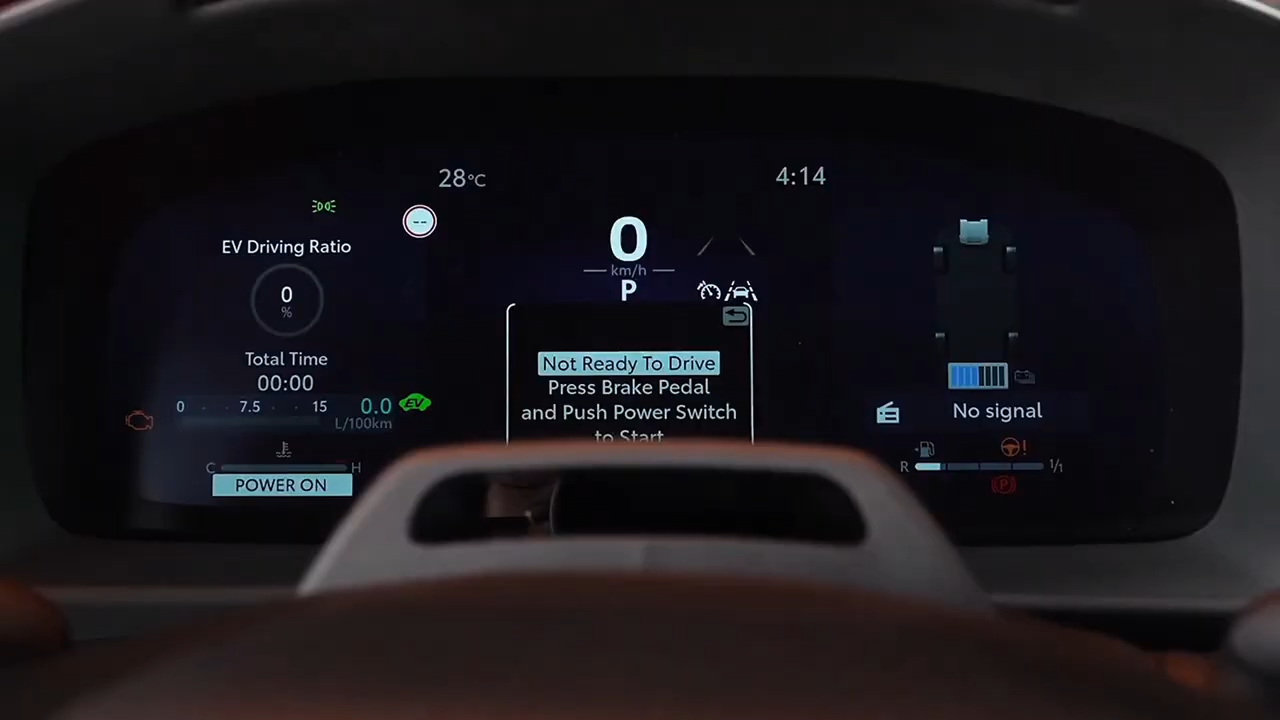 28°C
4:14
--
EV Driving Ratio
0
%
Total Time
00:00
0 · · 7.5 · · 15
0.0
L/100km
EV
C H
POWER ON
0
km/h
P
Not Ready To Drive
Press Brake Pedal
and Push Power Switch
to Start
No signal
!
R 1/1
P